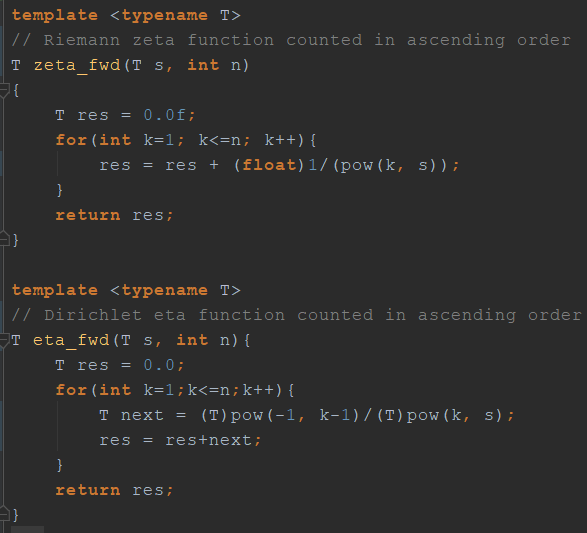 template <typename T>
// Riemann zeta function counted in ascending order
T zeta_fwd(T s, int n)
{
    T res = 0.0f;
    for(int k=1; k<=n; k++){
        res = res + (float)1/(pow(k, s));
    }
    return res;
}

template <typename T>
// Dirichlet eta function counted in ascending order
T eta_fwd(T s, int n){
    T res = 0.0;
    for(int k=1;k<=n;k++){
        T next = (T)pow(-1, k-1)/(T)pow(k, s);
        res = res+next;
    }
    return res;
}